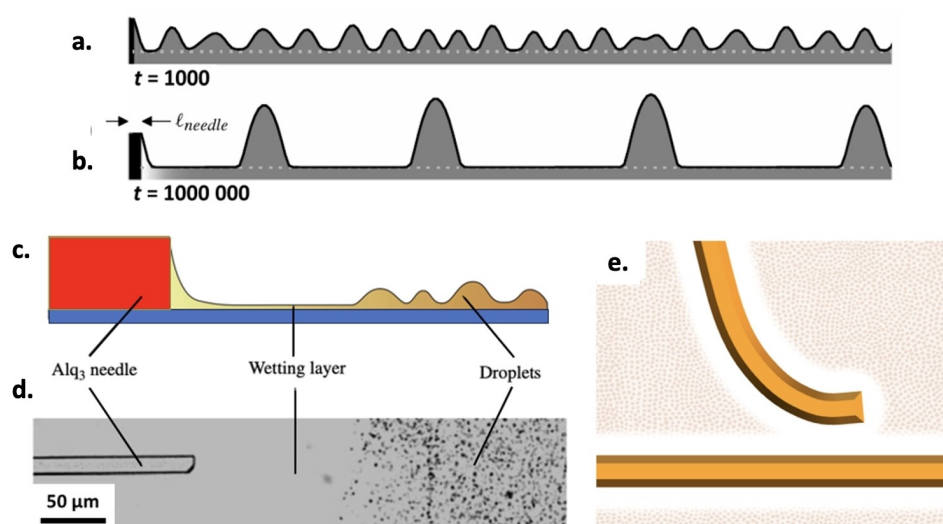 a.
t = 1000
ℓneedle
b.
t = 1000 000
c.
e.
Alq₃ needle
Wetting layer
Droplets
d.
50 μm